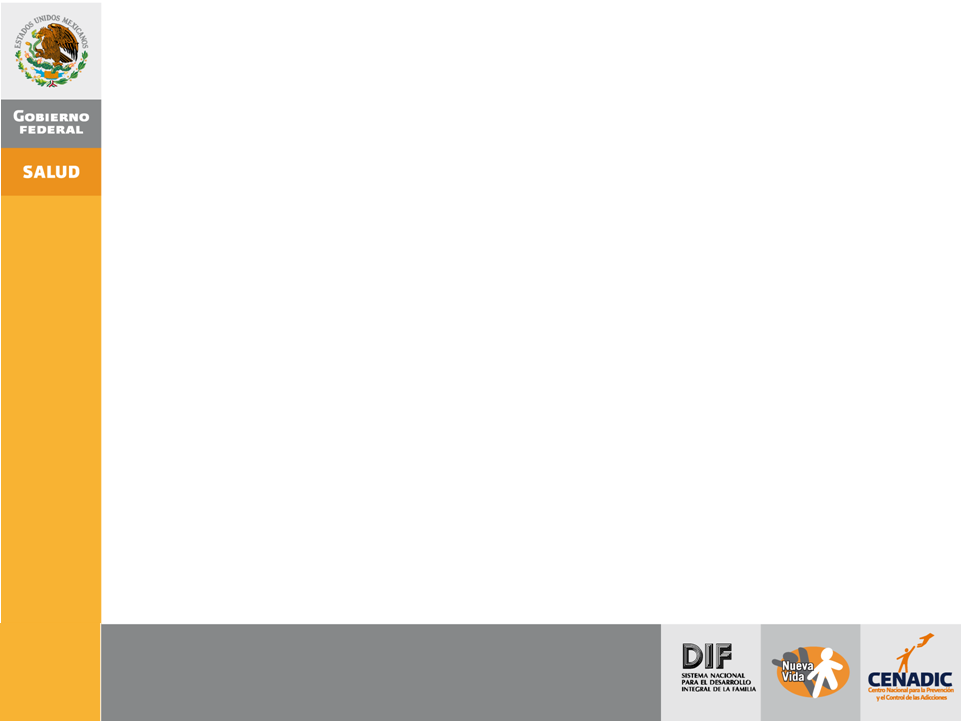 ESTADOS UNIDOS MEXICANOS
GOBIERNO
FEDERAL
SALUD
DIF
SISTEMA NACIONAL
PARA EL DESARROLLO
INTEGRAL DE LA FAMILIA
Nueva
Vida
CENADIC
Centro Nacional para la Prevención
y el Control de las Adicciones